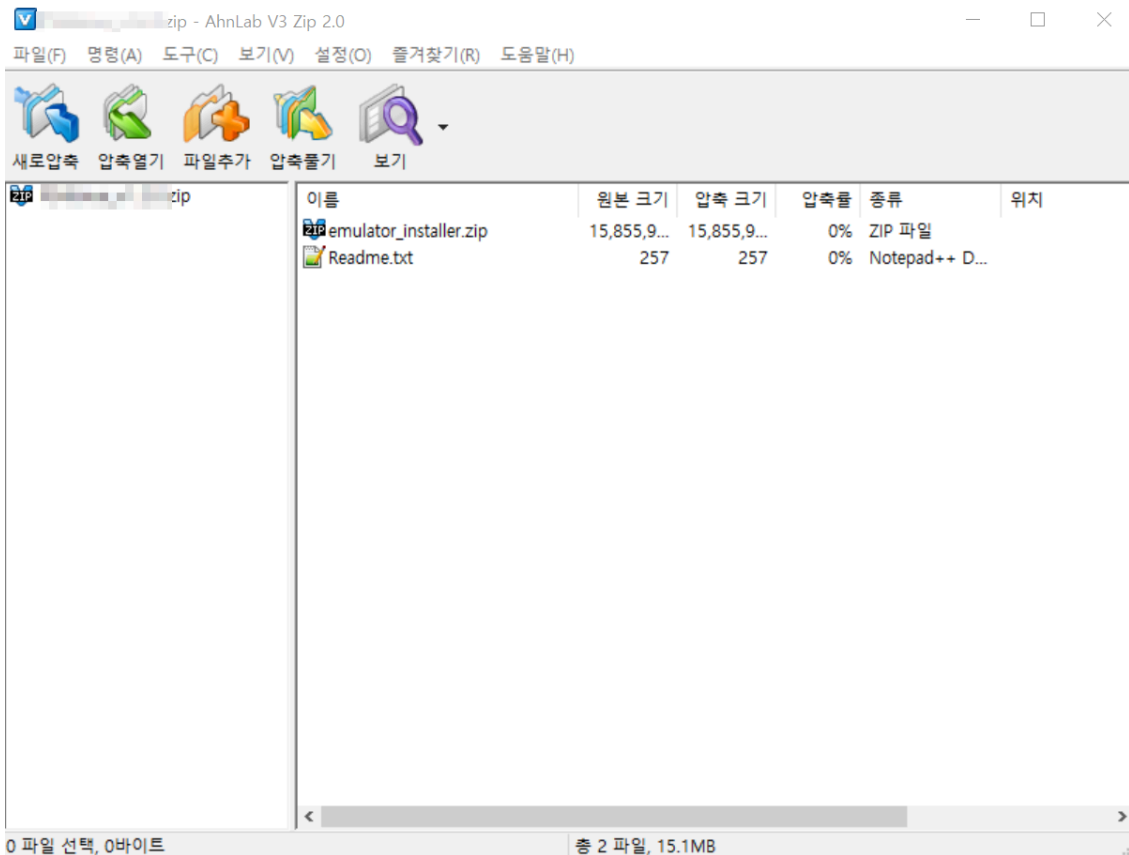 zip - AhnLab V3 Zip 2.0
파일(F) 명령(A) 도구(C) 보기(V) 설정(O) 즐겨찾기(R) 도움말(H)
새로압축 압축열기 파일추가 압축풀기 보기
ZIP zip
이름 원본 크기 압축 크기 압축률 종류 위치
ZIP emulator_installer.zip 15,855,9... 15,855,9... 0% ZIP 파일
Readme.txt 257 257 0% Notepad++ D...
0 파일 선택, 0바이트 총 2 파일, 15.1MB